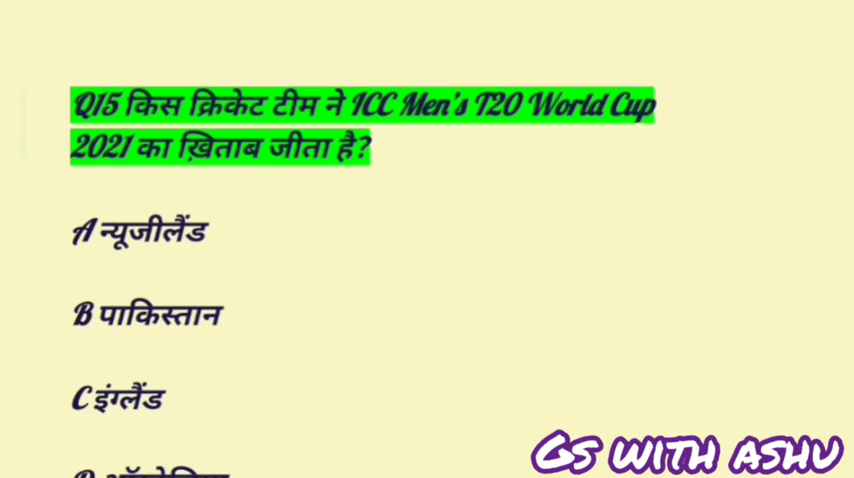 Q15 किस क्रिकेट टीम ने ICC Men's T20 World Cup
2021 का ख़िताब जीता है?
A न्यूजीलैंड
B पाकिस्तान
C इंग्लैंड
GS WITH ASHU